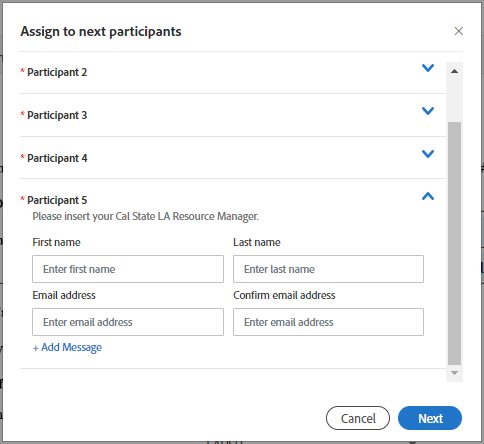 Assign to next participants
* Participant 2
* Participant 3
* Participant 4
* Participant 5
Please insert your Cal State LA Resource Manager.
First name Last name
Enter first name Enter last name
Email address Confirm email address
Enter email address Enter email address
+ Add Message
Cancel Next